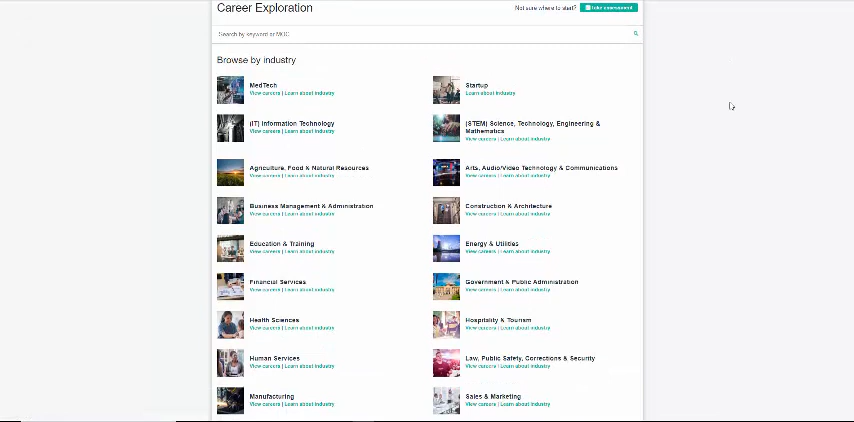 Career Exploration
Not sure where to start?
Take assessment
Search by keyword or MOC
Browse by industry
MedTech
View careers | Learn about industry
Startup
Learn about industry
(IT) Information Technology
View careers | Learn about industry
(STEM) Science, Technology, Engineering &
Mathematics
View careers | Learn about industry
Agriculture, Food & Natural Resources
View careers | Learn about industry
Arts, Audio/Video Technology & Communications
View careers | Learn about industry
Business Management & Administration
View careers | Learn about industry
Construction & Architecture
View careers | Learn about industry
Education & Training
View careers | Learn about industry
Energy & Utilities
View careers | Learn about industry
Financial Services
View careers | Learn about industry
Government & Public Administration
View careers | Learn about industry
Health Sciences
View careers | Learn about industry
Hospitality & Tourism
View careers | Learn about industry
Human Services
View careers | Learn about industry
Law, Public Safety, Corrections & Security
View careers | Learn about industry
Manufacturing
View careers | Learn about industry
Sales & Marketing
View careers | Learn about industry